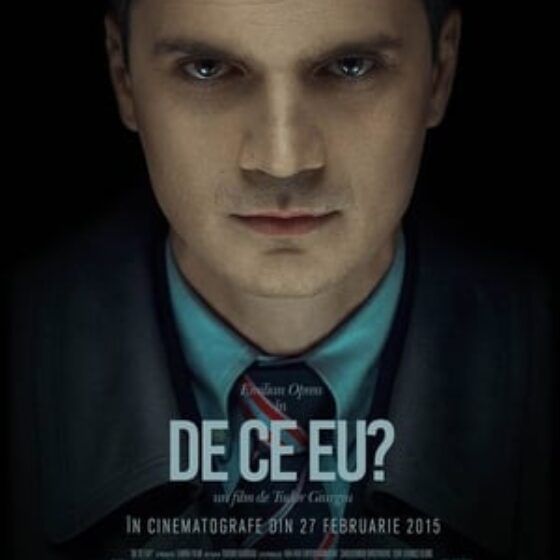 Emilian Oprea
în
DE CE EU?
un film de Tudor Giurgiu
ÎN CINEMATOGRAFE DIN 27 FEBRUARIE 2015